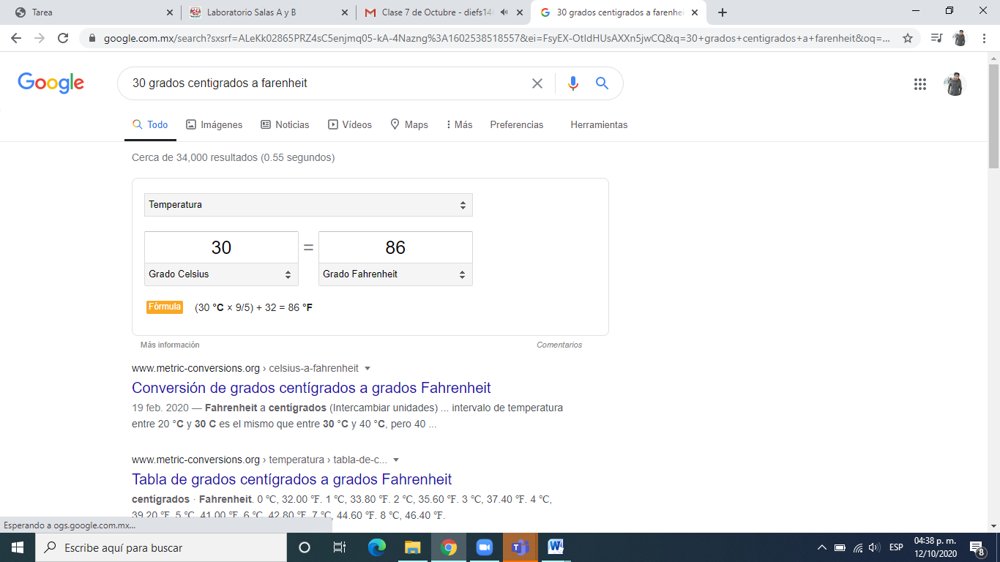 Tarea
Laboratorio Salas A y B
Clase 7 de Octubre - diefs14
30 grados centigrados a farenhe
google.com.mx/search?sxsrf=ALeKk02865PRZ4sC5enjmq05-kA-4Nazng%3A1602538518557&ei=FsyEX-OtIdHUsAXXn5jwCQ&q=30+grados+centigrados+a+farenheit&oq=...
Google
30 grados centigrados a farenheit
Todo
Imágenes
Noticias
Vídeos
Maps
Más
Preferencias
Herramientas
Cerca de 34,000 resultados (0.55 segundos)
Temperatura
30
=
86
Grado Celsius
Grado Fahrenheit
Fórmula (30 °C × 9/5) + 32 = 86 °F
Más información
Comentarios
www.metric-conversions.org › celsius-a-fahrenheit
Conversión de grados centígrados a grados Fahrenheit
19 feb. 2020 — Fahrenheit a centígrados (Intercambiar unidades) ... intervalo de temperatura
entre 20 °C y 30 C es el mismo que entre 30 °C y 40 °C, pero 40 ...
www.metric-conversions.org › temperatura › tabla-de-c...
Tabla de grados centígrados a grados Fahrenheit
centígrados · Fahrenheit. 0 °C, 32.00 °F. 1 °C, 33.80 °F. 2 °C, 35.60 °F. 3 °C, 37.40 °F. 4 °C,
39.20 °F. 5 °C, 41.00 °F. 6 °C, 42.80 °F. 7 °C, 44.60 °F. 8 °C, 46.40 °F.
Esperando a ogs.google.com.mx...
Escribe aquí para buscar
ESP
04:38 p. m.
12/10/2020
8